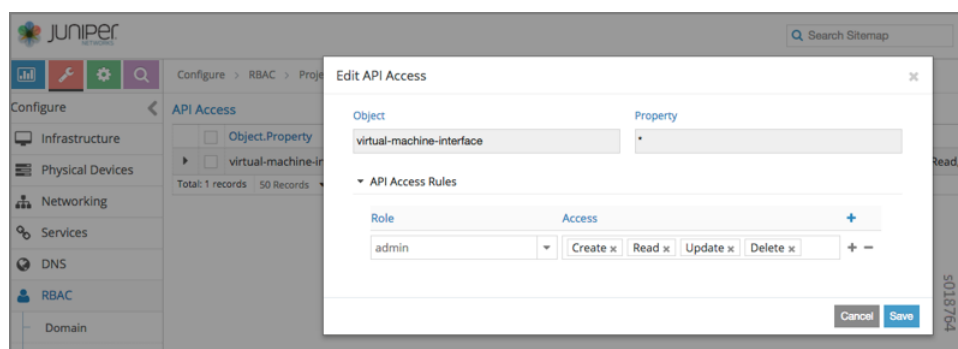 JUNIPER
NETWORKS
Search Sitemap
Configure > RBAC > Proje
Configure
Infrastructure
Physical Devices
Networking
Services
DNS
RBAC
Domain
API Access
Object.Property
virtual-machine-ir
Total: 1 records 50 Records
Read,
Edit API Access
×
Object Property
virtual-machine-interface *
API Access Rules
Role Access +
admin Create × Read × Update × Delete × + −
Cancel Save
s018764